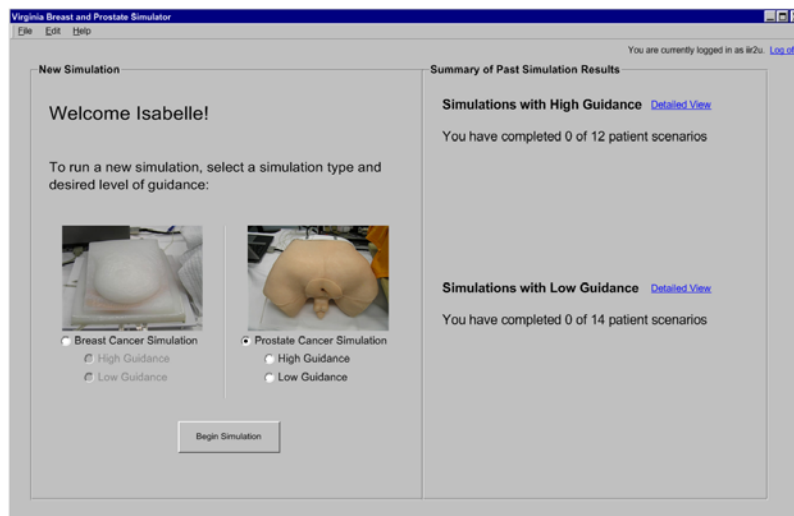 Virginia Breast and Prostate Simulator
File Edit Help
You are currently logged in as iir2u. Log of
New Simulation
Welcome Isabelle!
To run a new simulation, select a simulation type and
desired level of guidance:
Breast Cancer Simulation
High Guidance
Low Guidance
Prostate Cancer Simulation
High Guidance
Low Guidance
Begin Simulation
Summary of Past Simulation Results
Simulations with High Guidance Detailed View
You have completed 0 of 12 patient scenarios
Simulations with Low Guidance Detailed View
You have completed 0 of 14 patient scenarios